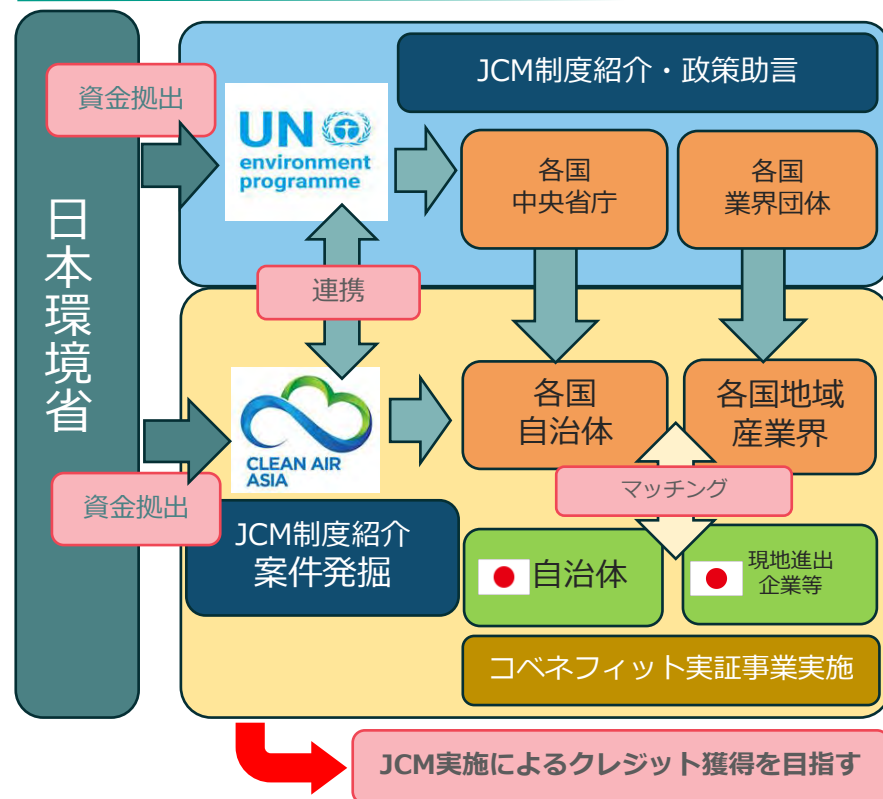 日本環境省
資金拠出
JCM制度紹介・政策助言
UN
environment
programme
各国
中央省庁
各国
業界団体
連携
CLEAN AIR
ASIA
各国
自治体
各国地域
産業界
資金拠出
マッチング
JCM制度紹介
案件発掘
自治体
現地進出
企業等
コベネフィット実証事業実施
JCM実施によるクレジット獲得を目指す